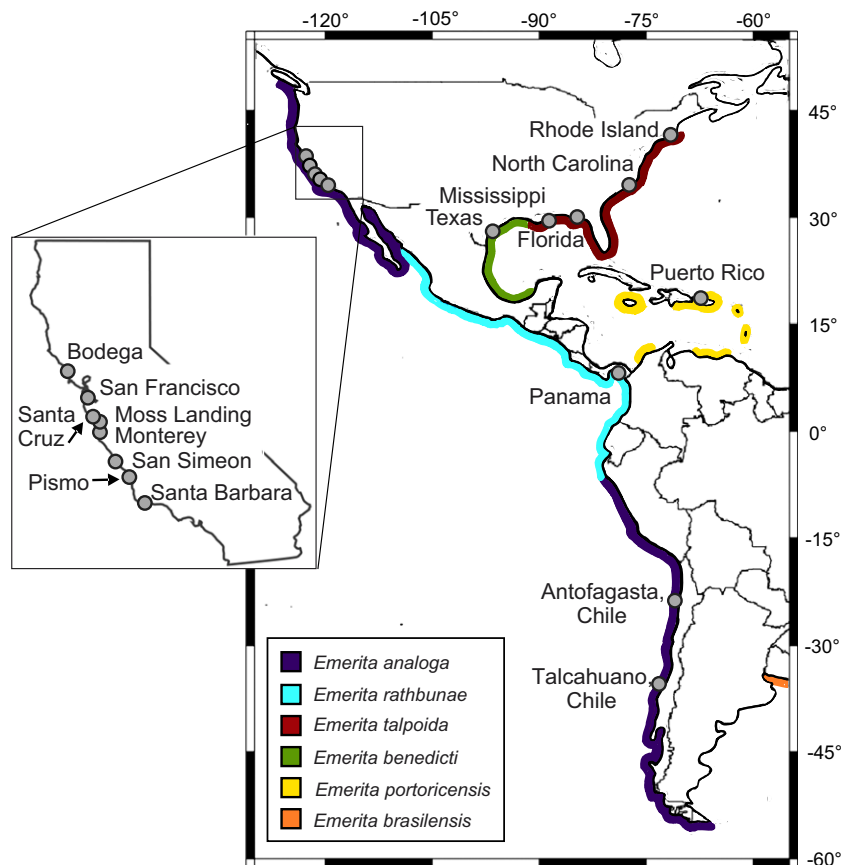 -120° -105° -90° -75° -60°
45°
Rhode Island
North Carolina
Mississippi
Texas
30°
Florida
Puerto Rico
15°
Panama
0°
-15°
Antofagasta,
Chile
-30°
Talcahuano,
Chile
-45°
-60°
Bodega
San Francisco
Santa
Cruz
Moss Landing
Monterey
San Simeon
Pismo
Santa Barbara
Emerita analoga
Emerita rathbunae
Emerita talpoida
Emerita benedicti
Emerita portoricensis
Emerita brasilensis